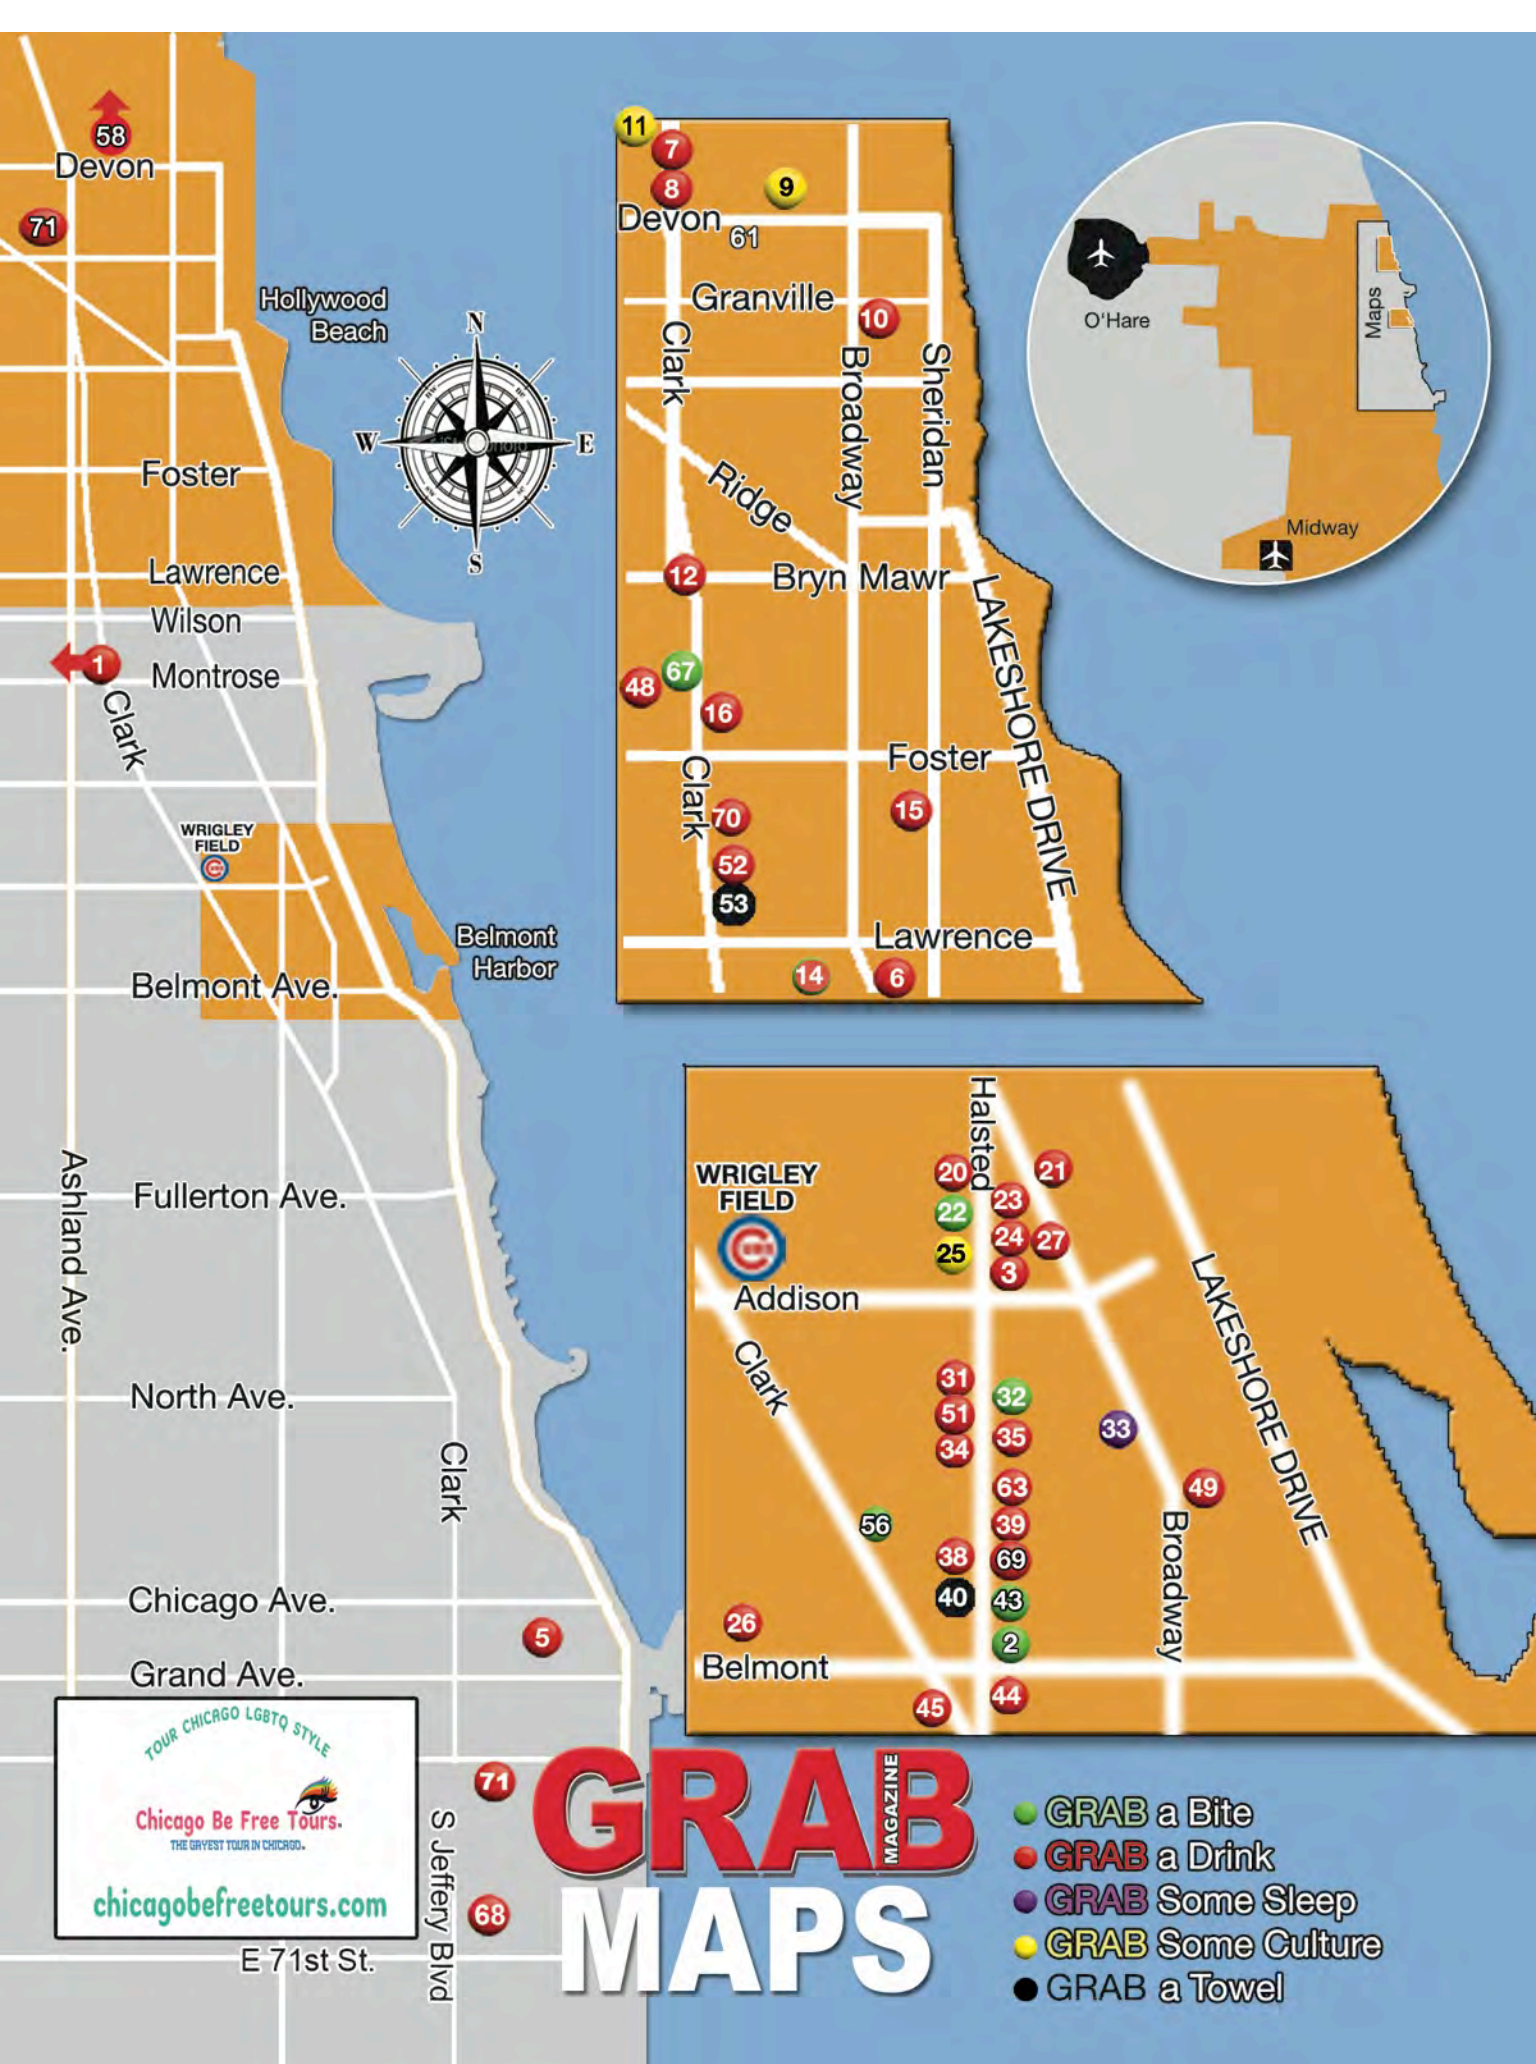 58
Devon
71
Hollywood
Beach
Foster
Lawrence
Wilson
1
Montrose
Clark
WRIGLEY
FIELD
Belmont
Harbor
Belmont Ave.
Ashland Ave.
Fullerton Ave.
North Ave.
Clark
Chicago Ave.
5
Grand Ave.
N
W
E
S
11
7
8
9
Devon
61
Granville
10
Clark
Broadway
Sheridan
Ridge
12
Bryn Mawr
LAKESHORE DRIVE
67
48
16
Foster
Clark
70
15
52
53
Lawrence
14
6
O'Hare
Maps
Midway
Halsted
WRIGLEY
FIELD
20
21
22
23
24
27
25
3
Addison
Clark
LAKESHORE DRIVE
31
32
51
35
34
33
63
49
56
39
Broadway
38
69
40
43
26
2
Belmont
45
44
TOUR CHICAGO LGBTQ STYLE
Chicago Be Free Tours.
THE GAYEST TOUR IN CHICAGO.
chicagobefreetours.com
71
S Jeffery Blvd
68
E 71st St.
GRAB
MAGAZINE
MAPS
GRAB a Bite
GRAB a Drink
GRAB Some Sleep
GRAB Some Culture
GRAB a Towel